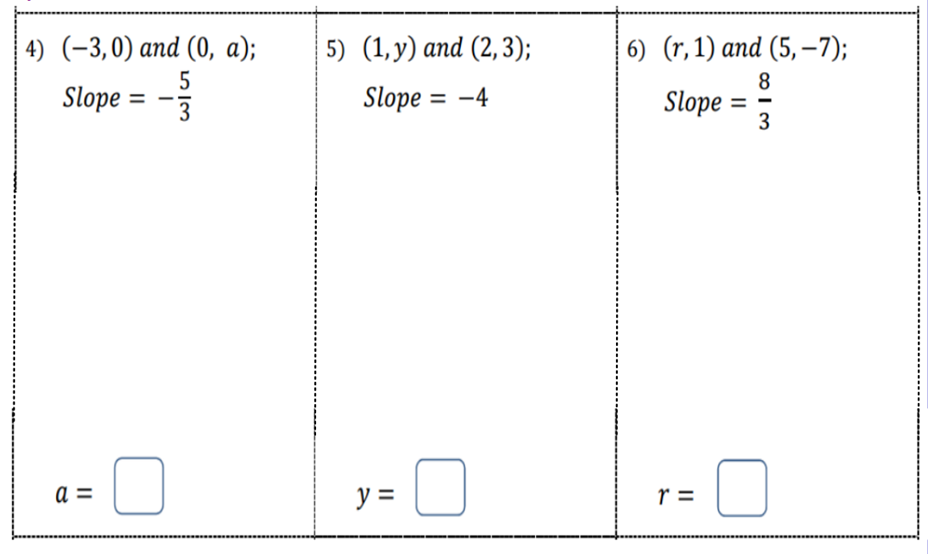 4) (−3, 0) and (0, a);
Slope = −5/3
a =
5) (1, y) and (2, 3);
Slope = −4
y =
6) (r, 1) and (5, −7);
Slope = 8/3
r =